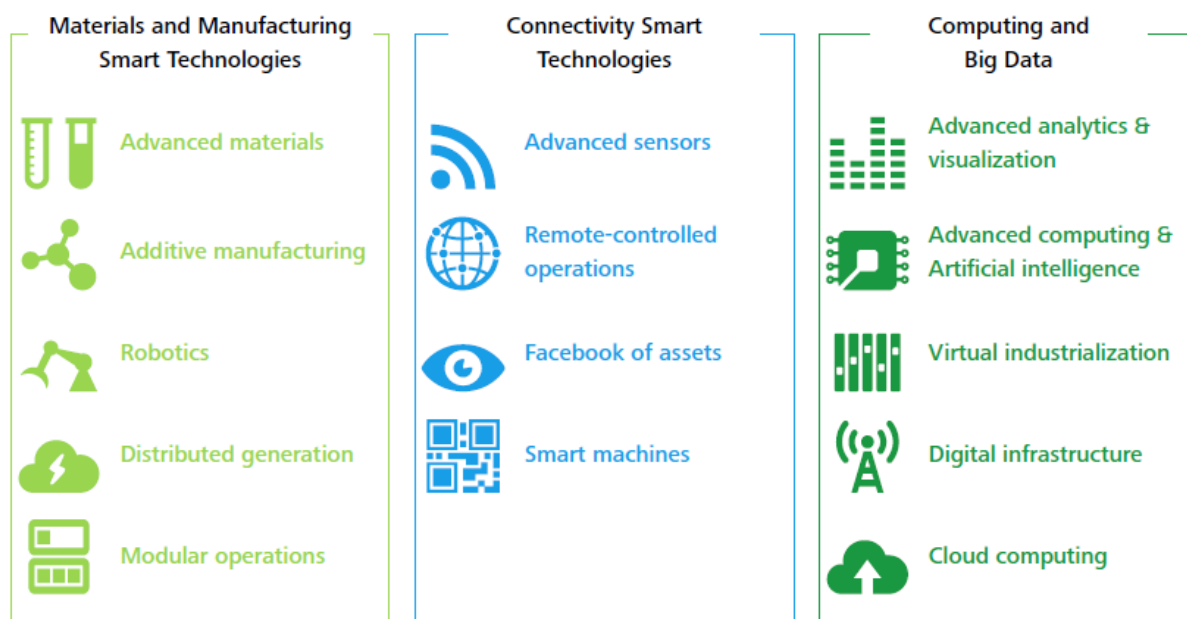 Materials and Manufacturing
Smart Technologies
Advanced materials
Additive manufacturing
Robotics
Distributed generation
Modular operations
Connectivity Smart
Technologies
Advanced sensors
Remote-controlled
operations
Facebook of assets
Smart machines
Computing and
Big Data
Advanced analytics &
visualization
Advanced computing &
Artificial intelligence
Virtual industrialization
Digital infrastructure
Cloud computing